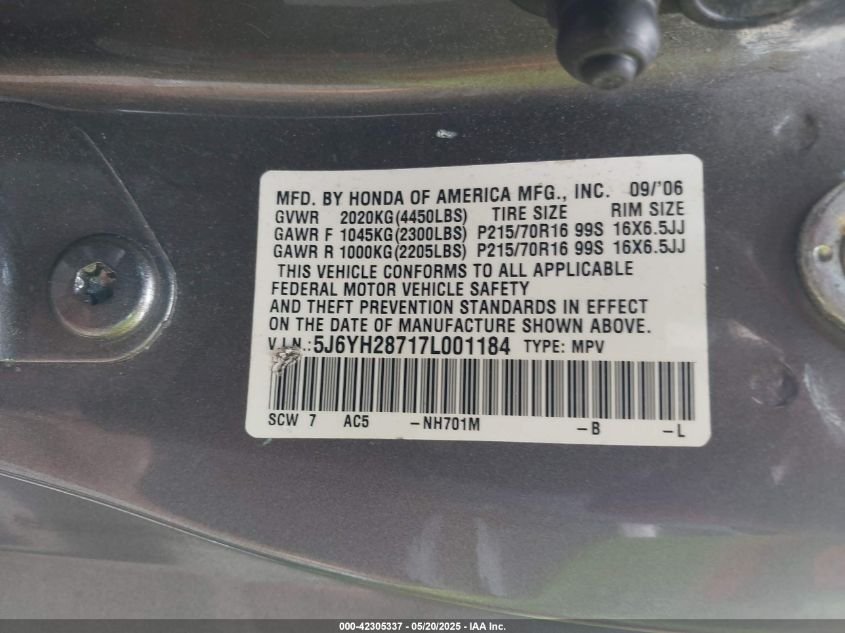 MFD. BY HONDA OF AMERICA MFG., INC. 09/'06
GVWR 2020KG(4450LBS) TIRE SIZE RIM SIZE
GAWR F 1045KG(2300LBS) P215/70R16 99S 16X6.5JJ
GAWR R 1000KG(2205LBS) P215/70R16 99S 16X6.5JJ
THIS VEHICLE CONFORMS TO ALL APPLICABLE
FEDERAL MOTOR VEHICLE SAFETY
AND THEFT PREVENTION STANDARDS IN EFFECT
ON THE DATE OF MANUFACTURE SHOWN ABOVE.
V.I.N.:5J6YH28717L001184 TYPE: MPV
SCW 7 AC5 -NH701M -B -L
000-42305337 - 05/20/2025 - IAA Inc.